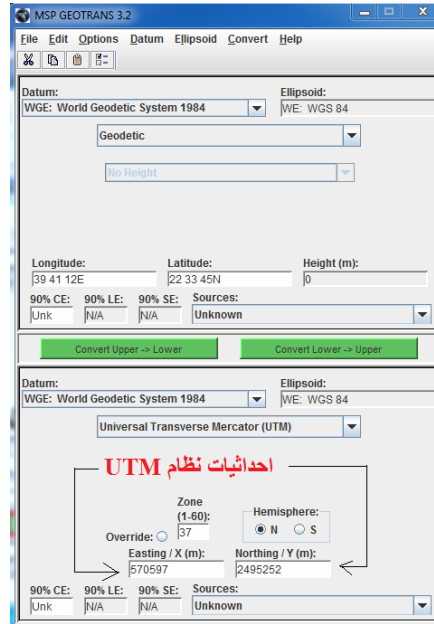 MSP GEOTRANS 3.2
File Edit Options Datum Ellipsoid Convert Help
Datum: Ellipsoid:
WGE: World Geodetic System 1984 WE: WGS 84
Geodetic
No Height
Longitude: Latitude: Height (m):
39 41 12E 22 33 45N 0
90% CE: 90% LE: 90% SE: Sources:
Unk N/A N/A Unknown
Convert Upper -> Lower Convert Lower -> Upper
Datum: Ellipsoid:
WGE: World Geodetic System 1984 WE: WGS 84
Universal Transverse Mercator (UTM)
احداثيات نظام UTM
Zone
(1-60): Hemisphere:
Override: 37 N S
Easting / X (m): Northing / Y (m):
570597 2495252
90% CE: 90% LE: 90% SE: Sources:
Unk N/A N/A Unknown